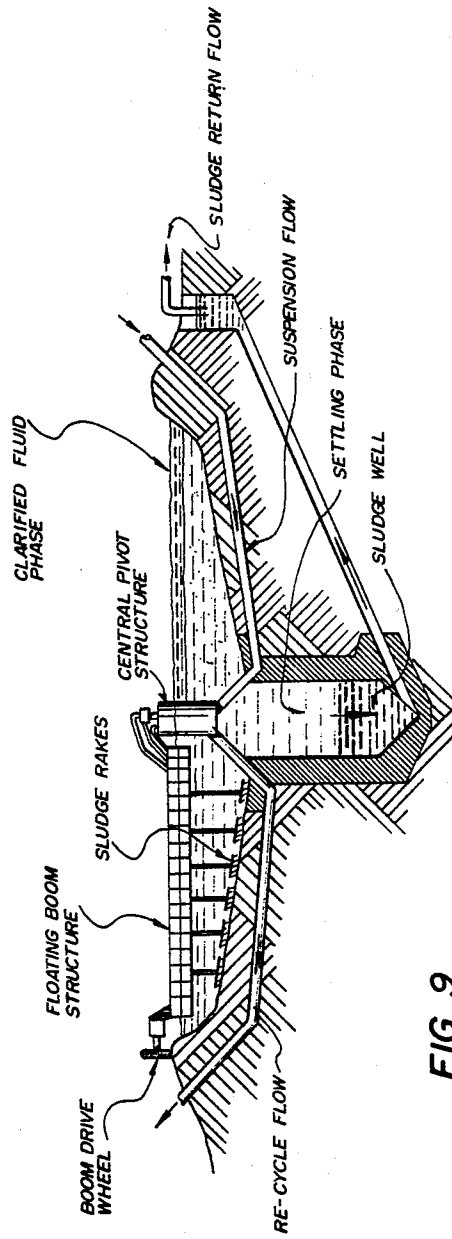 BOOM DRIVE
WHEEL
FLOATING BOOM
STRUCTURE
SLUDGE RAKES
CENTRAL PIVOT
STRUCTURE
CLARIFIED FLUID
PHASE
SLUDGE RETURN FLOW
SUSPENSION FLOW
SETTLING PHASE
SLUDGE WELL
RE-CYCLE FLOW
FIG. 9